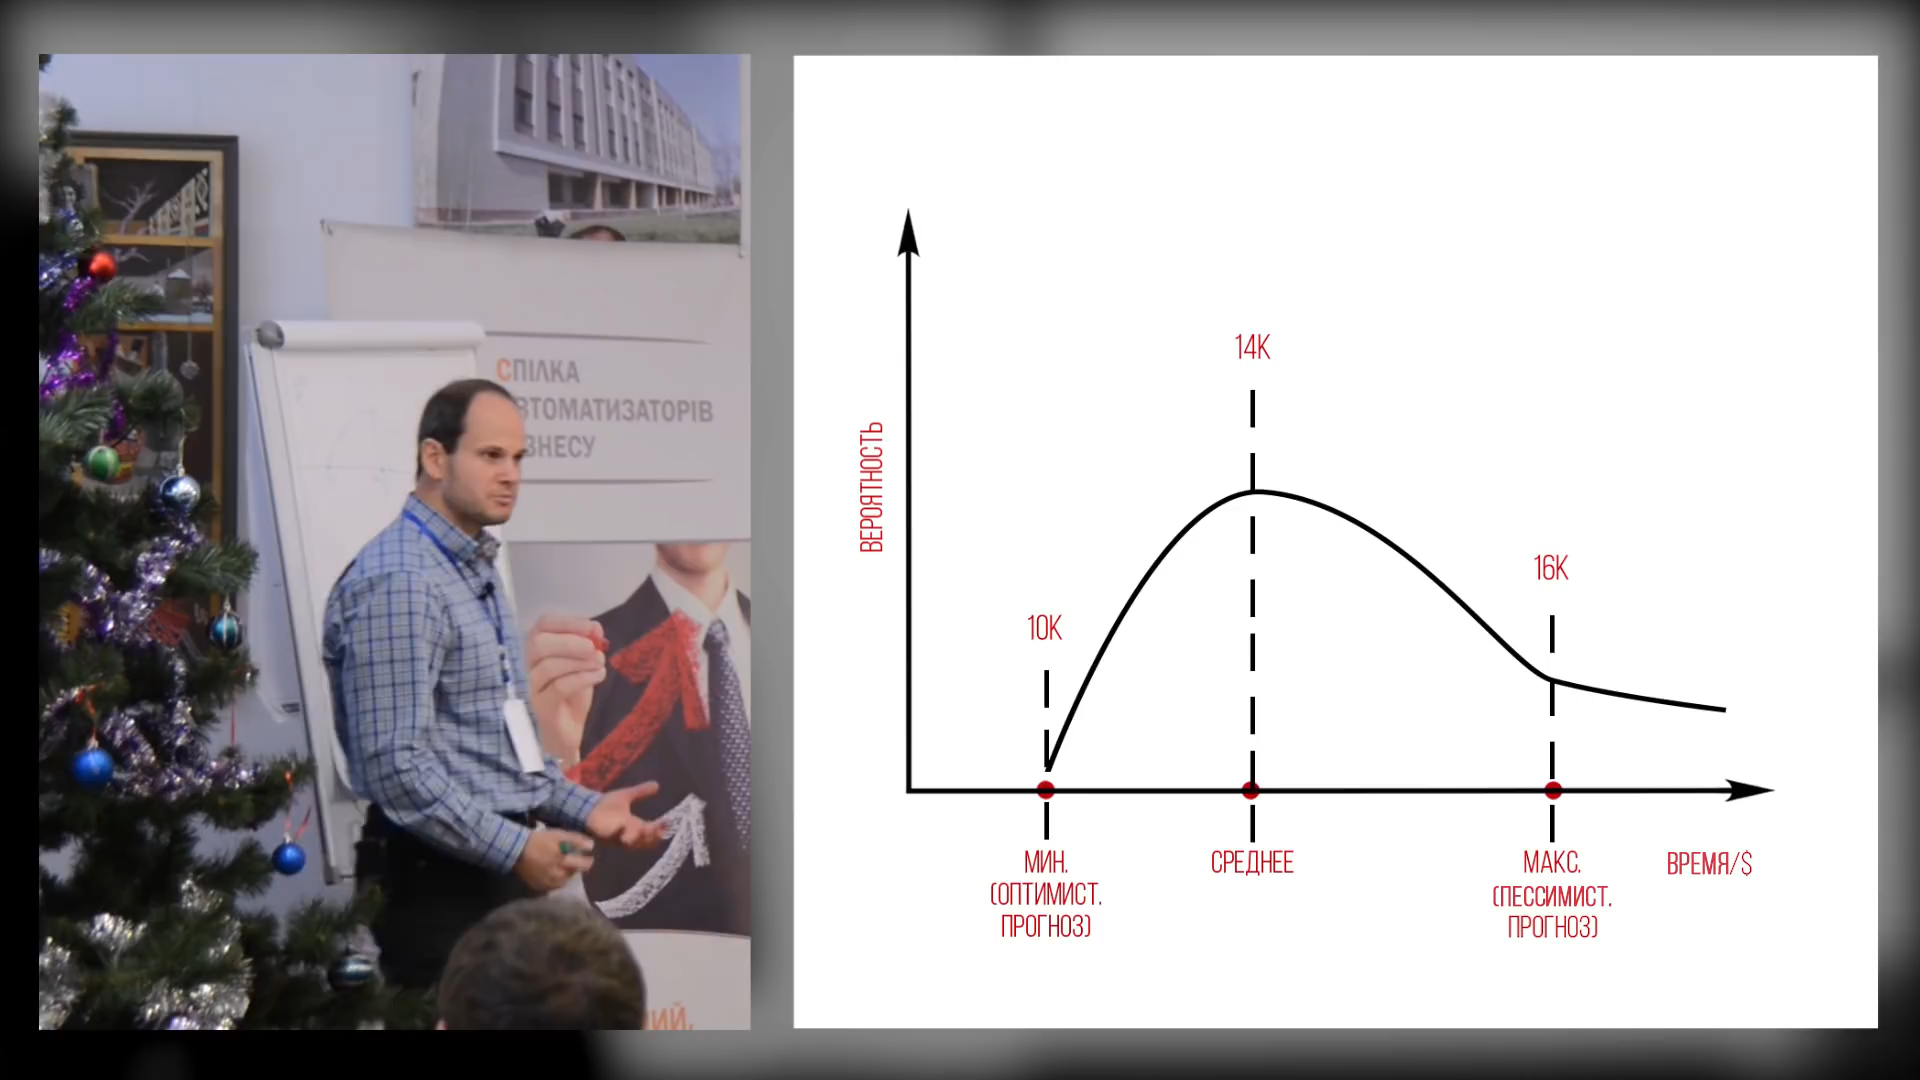 СПІЛКА
ВТОМАТИЗАТОРІВ
ЗНЕСУ
14K
ВЕРОЯТНОСТЬ
16K
10K
МИН.
(ОПТИМИСТ.
ПРОГНОЗ)
СРЕДНЕЕ
МАКС.
(ПЕССИМИСТ.
ПРОГНОЗ)
ВРЕМЯ/$